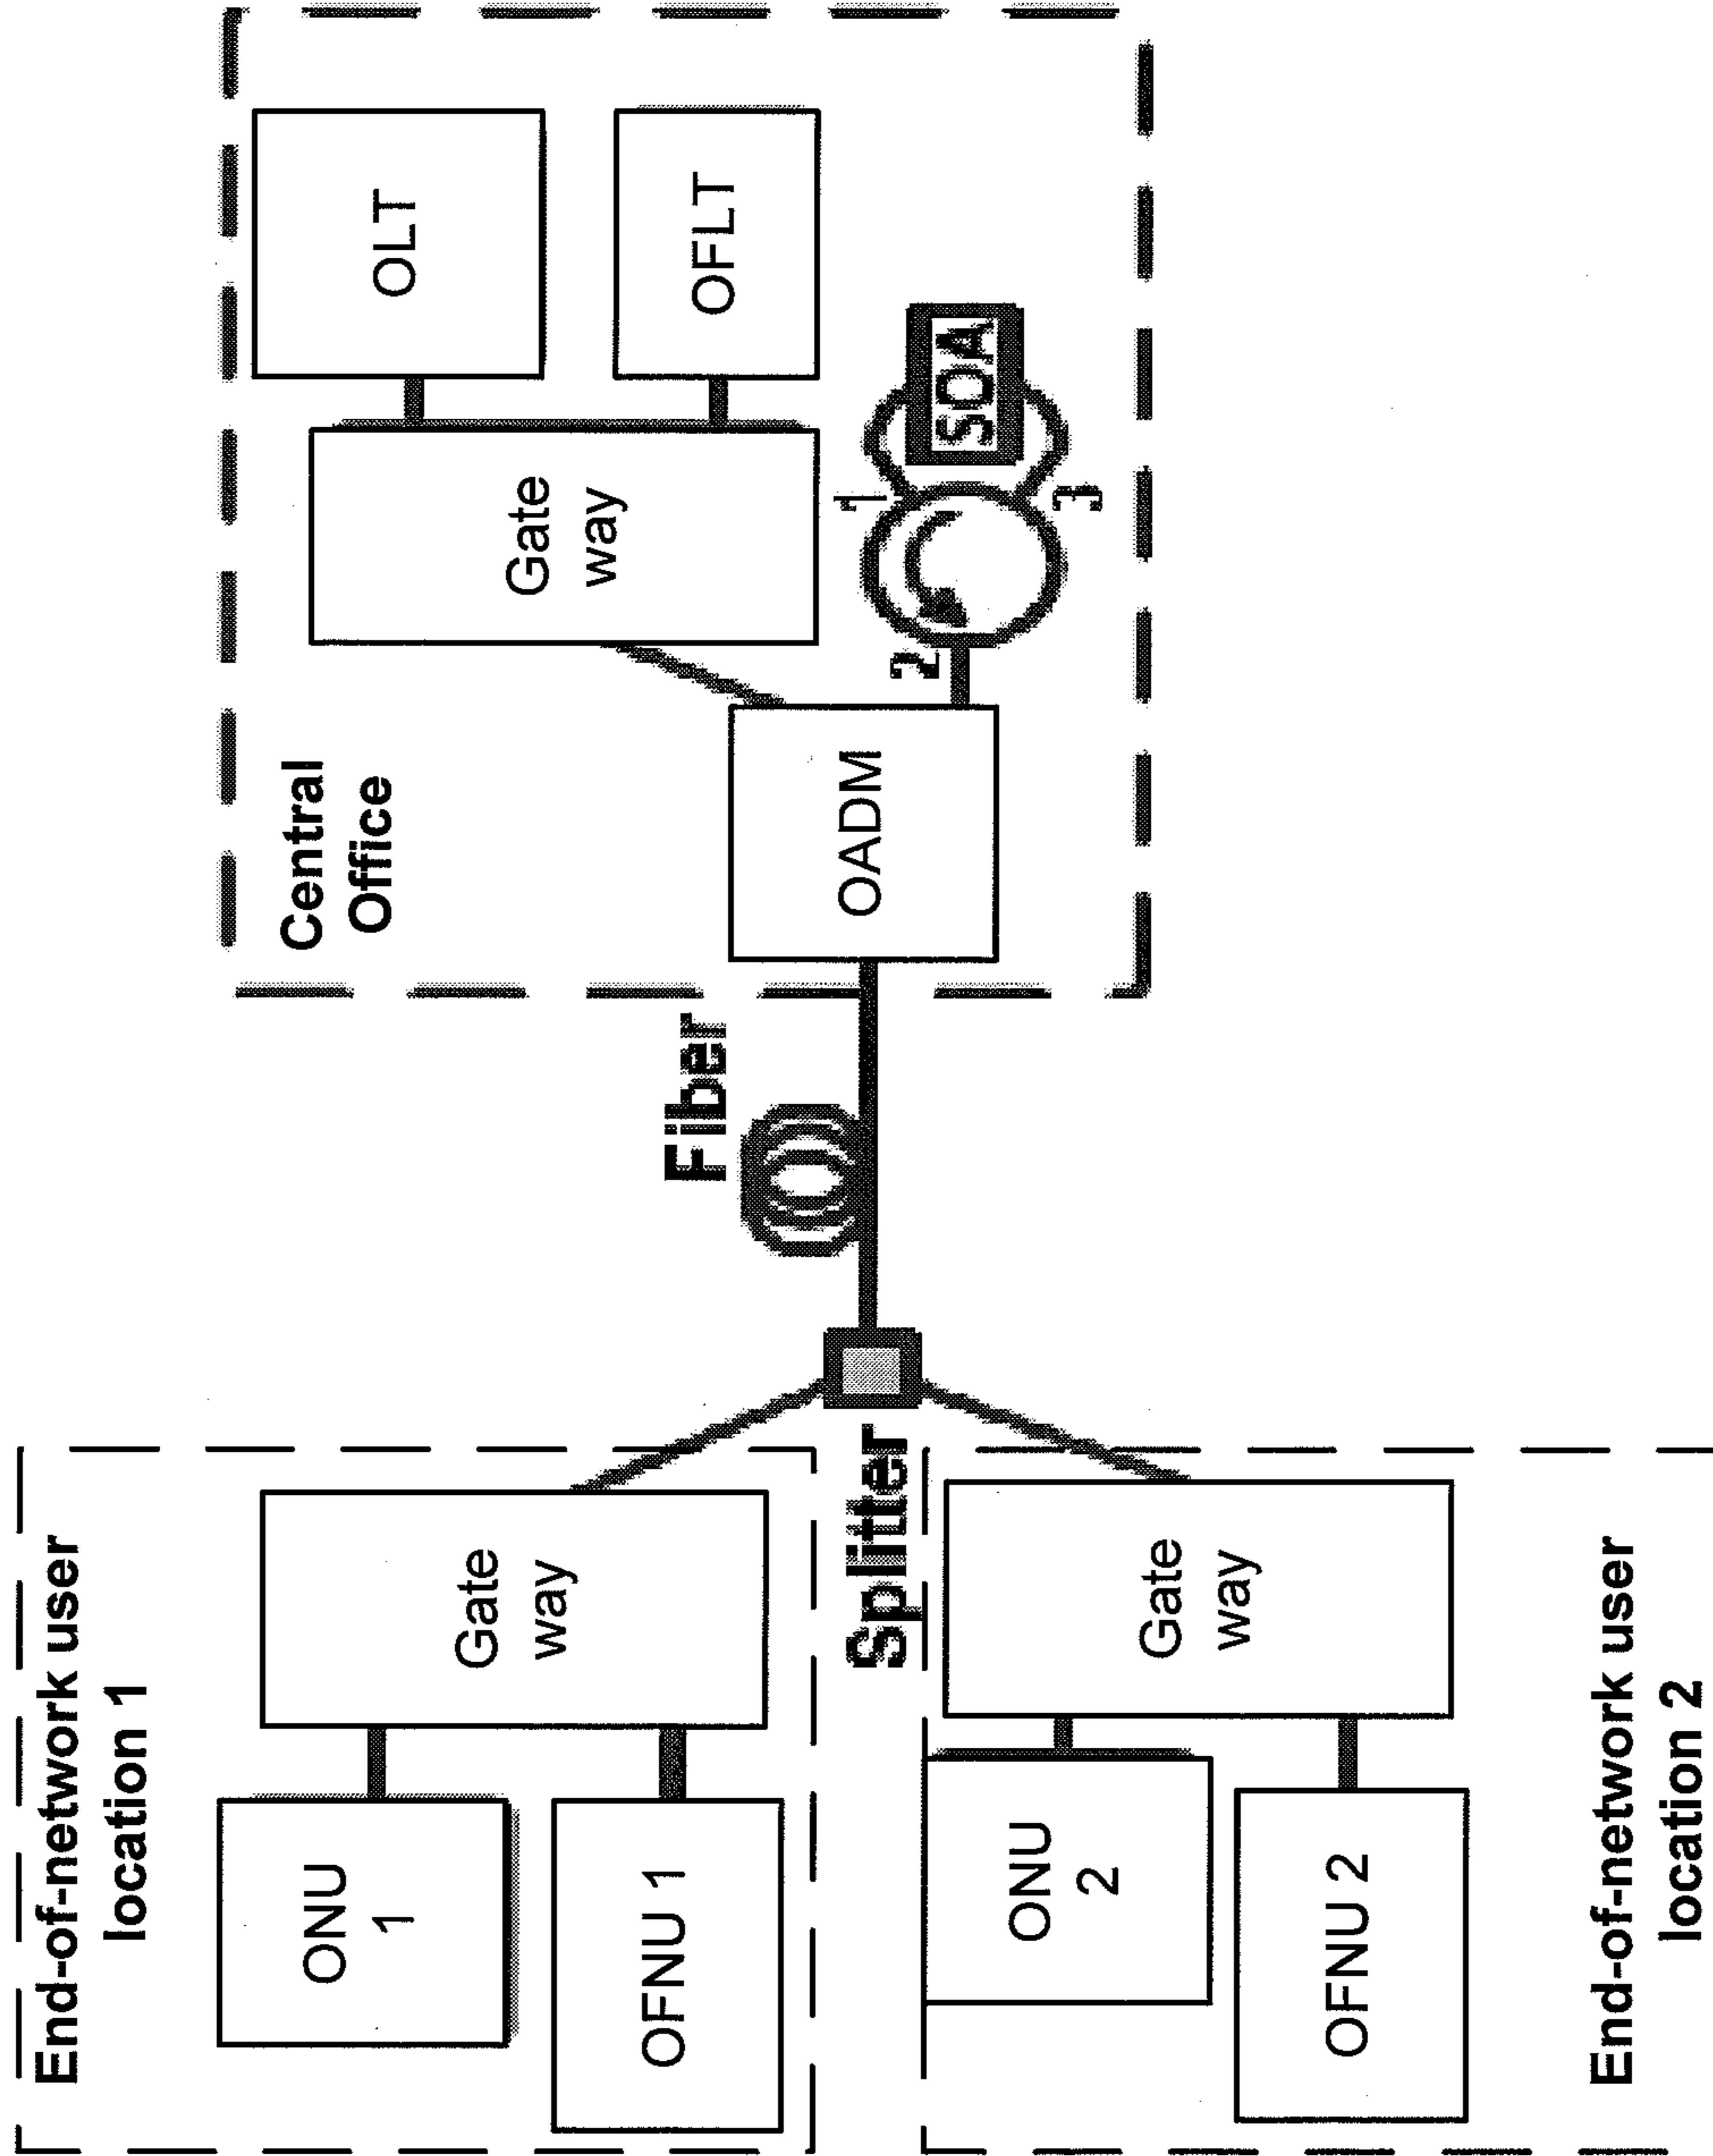 End-of-network user
location 1
ONU
1
OFNU 1
Gate
way
Splitter
ONU
2
OFNU 2
Gate
way
End-of-network user
location 2
Fiber
Central
Office
OADM
Gate
way
OLT
OFLT
2
1
3
SOA